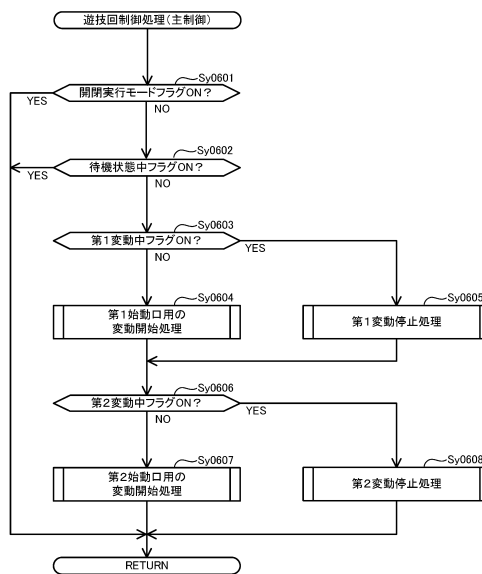 遊技回制御処理(主制御)
Sy0601
開閉実行モードフラグON?
YES
NO
Sy0602
待機状態中フラグON?
YES
NO
Sy0603
第1変動中フラグON?
YES
NO
Sy0604
第1始動口用の
変動開始処理
Sy0605
第1変動停止処理
Sy0606
第2変動中フラグON?
YES
NO
Sy0607
第2始動口用の
変動開始処理
Sy0608
第2変動停止処理
RETURN